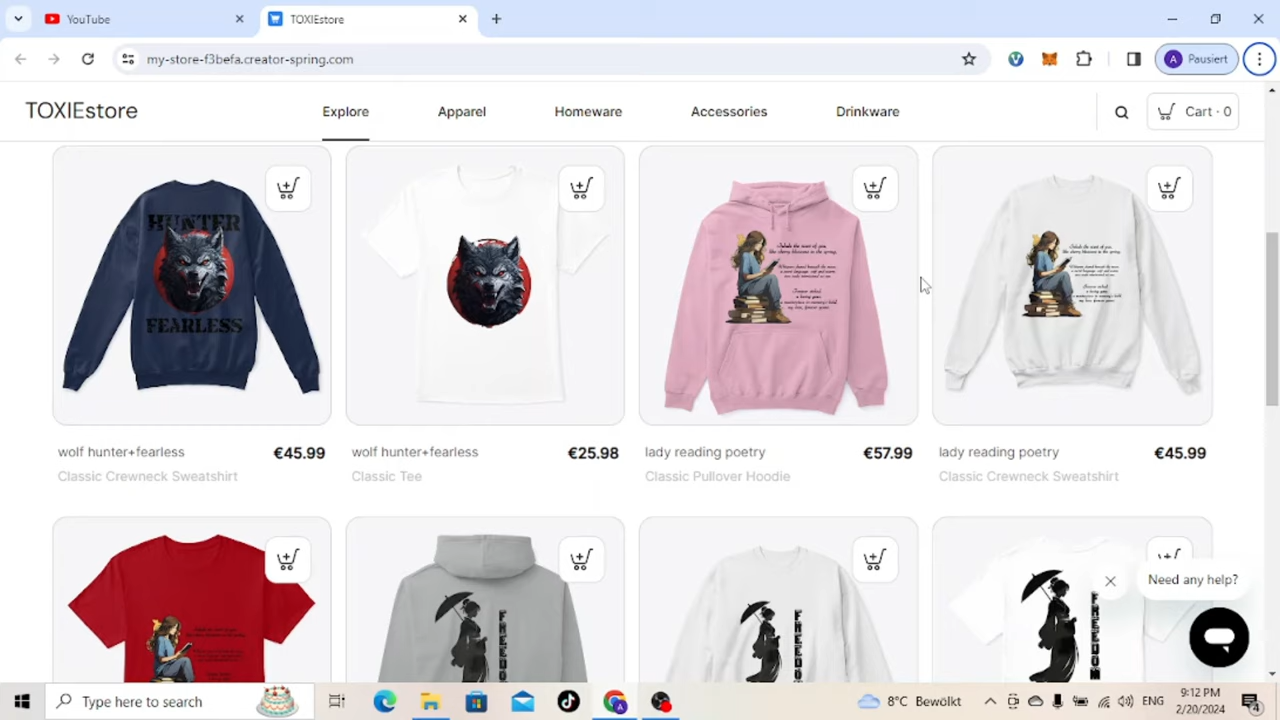 YouTube
TOXIEstore
my-store-f3befa.creator-spring.com
A Pausiert
TOXIEstore
Explore
Apparel
Homeware
Accessories
Drinkware
Cart · 0
HUNTER
FEARLESS
wolf hunter+fearless
€45.99
Classic Crewneck Sweatshirt
wolf hunter+fearless
€25.98
Classic Tee
lady reading poetry
€57.99
Classic Pullover Hoodie
lady reading poetry
€45.99
Classic Crewneck Sweatshirt
FREEDOM
FREEDOM
FREEDOM
Need any help?
Type here to search
8°C Bewölkt
ENG
9:12 PM
2/20/2024
4